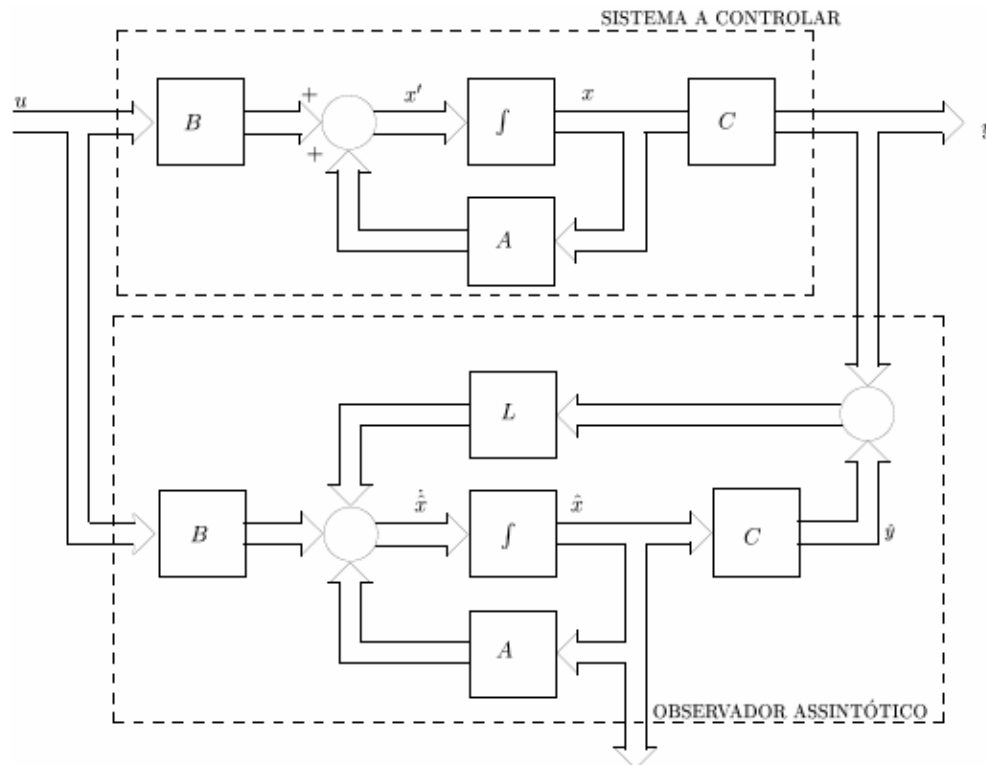 SISTEMA A CONTROLAR
u
B
+
+
x′
∫
x
C
A
L
B
ẋ̂
∫
x̂
C
ŷ
A
OBSERVADOR ASSINTÓTICO